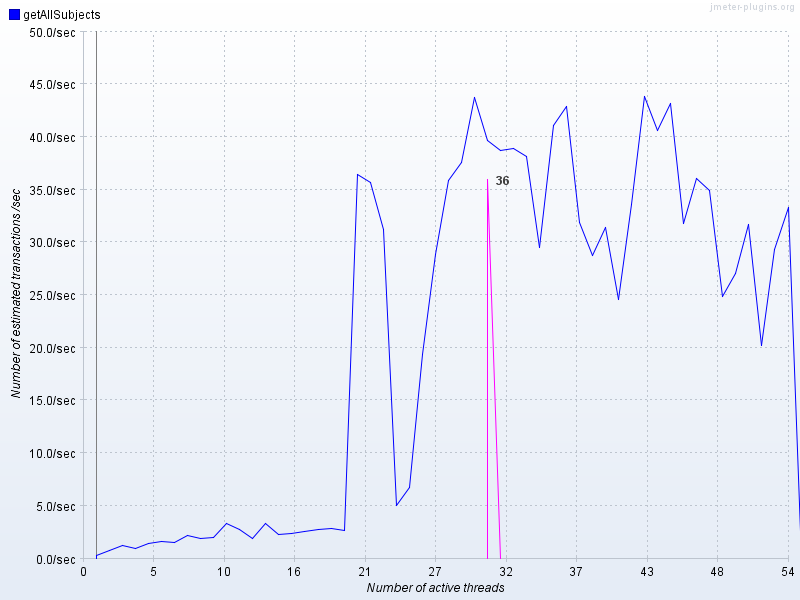 jmeter-plugins.org
getAllSubjects
50.0/sec
45.0/sec
40.0/sec
35.0/sec
30.0/sec
25.0/sec
20.0/sec
15.0/sec
10.0/sec
5.0/sec
0.0/sec
Number of estimated transactions /sec
36
0 5 10 16 21 27 32 37 43 48 54
Number of active threads